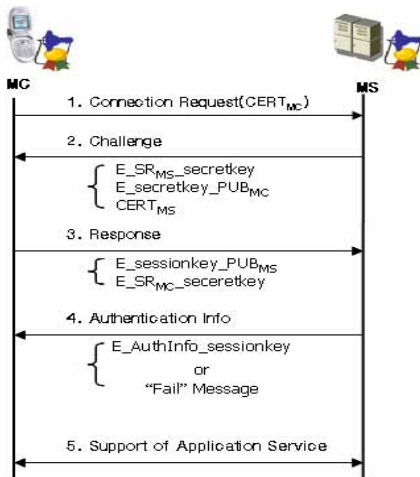 MC
MS
1. Connection Request(CERTMC)
2. Challenge
E_SRMS_secretkey
E_secretkey_PUBMC
CERTMS
3. Response
E_sessionkey_PUBMS
E_SRMC_seceretkey
4. Authentication Info
E_AuthInfo_sessionkey
or
"Fail" Message
5. Support of Application Service